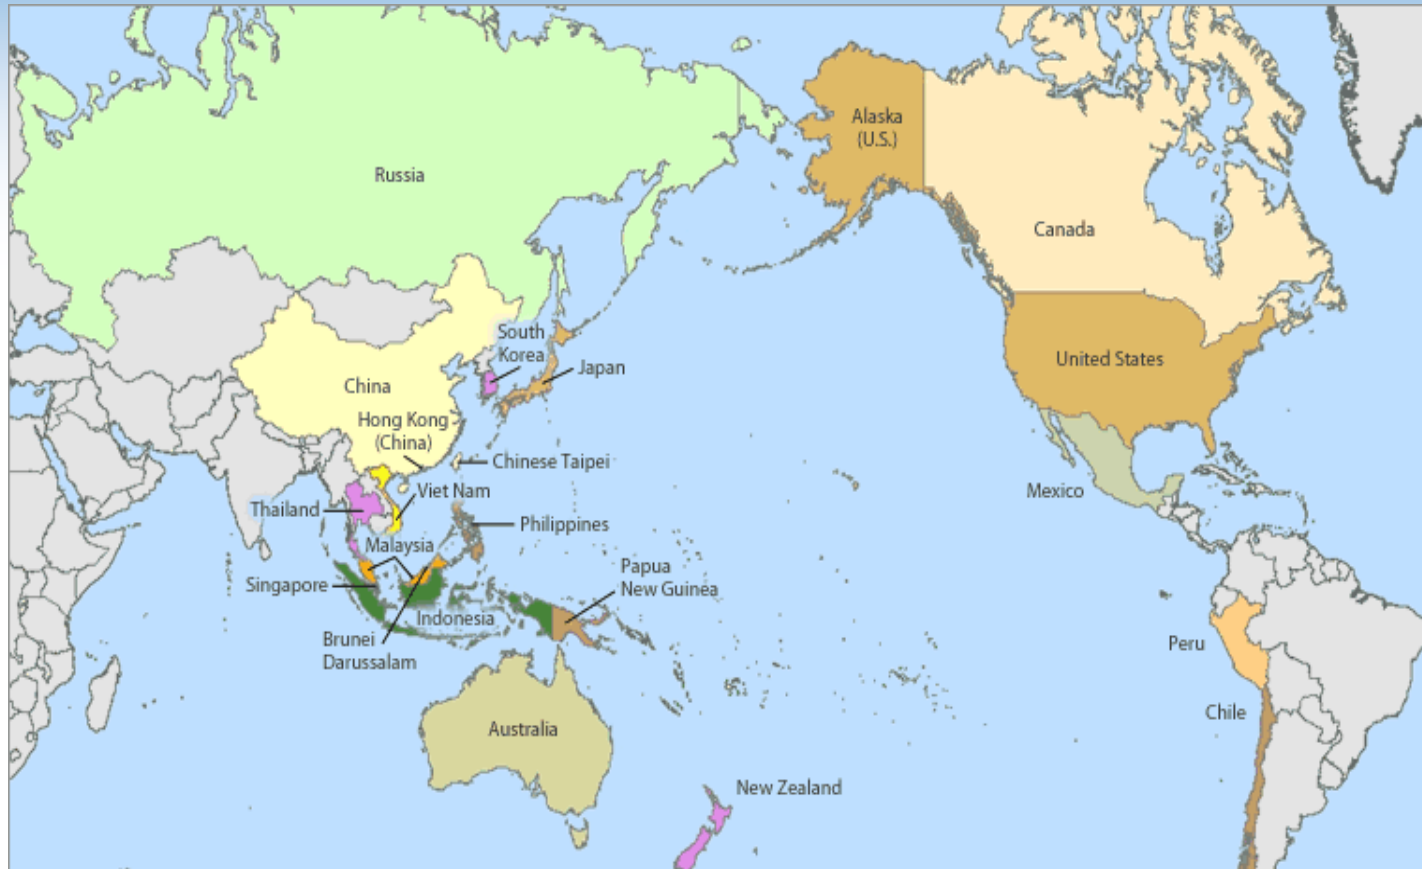 Alaska
(U.S.)
Russia
Canada
South
Korea
United States
Japan
China
Hong Kong
(China)
Chinese Taipei
Viet Nam
Mexico
Thailand
Philippines
Malaysia
Papua
New Guinea
Singapore
Indonesia
Brunei
Darussalam
Peru
Chile
Australia
New Zealand